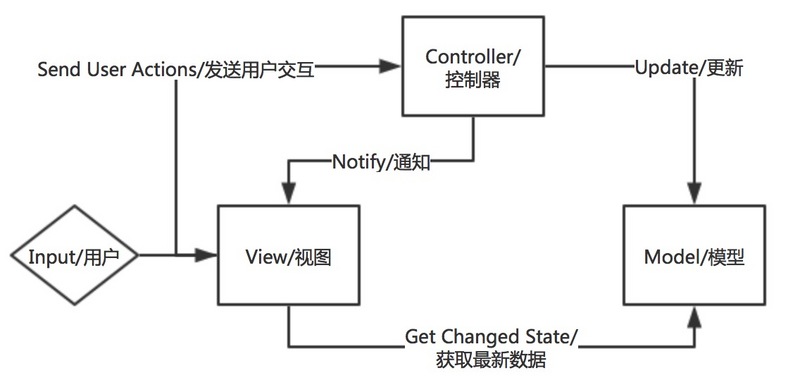 Controller/
控制器
Send User Actions/发送用户交互
Update/更新
Notify/通知
Input/用户
View/视图
Model/模型
Get Changed State/
获取最新数据